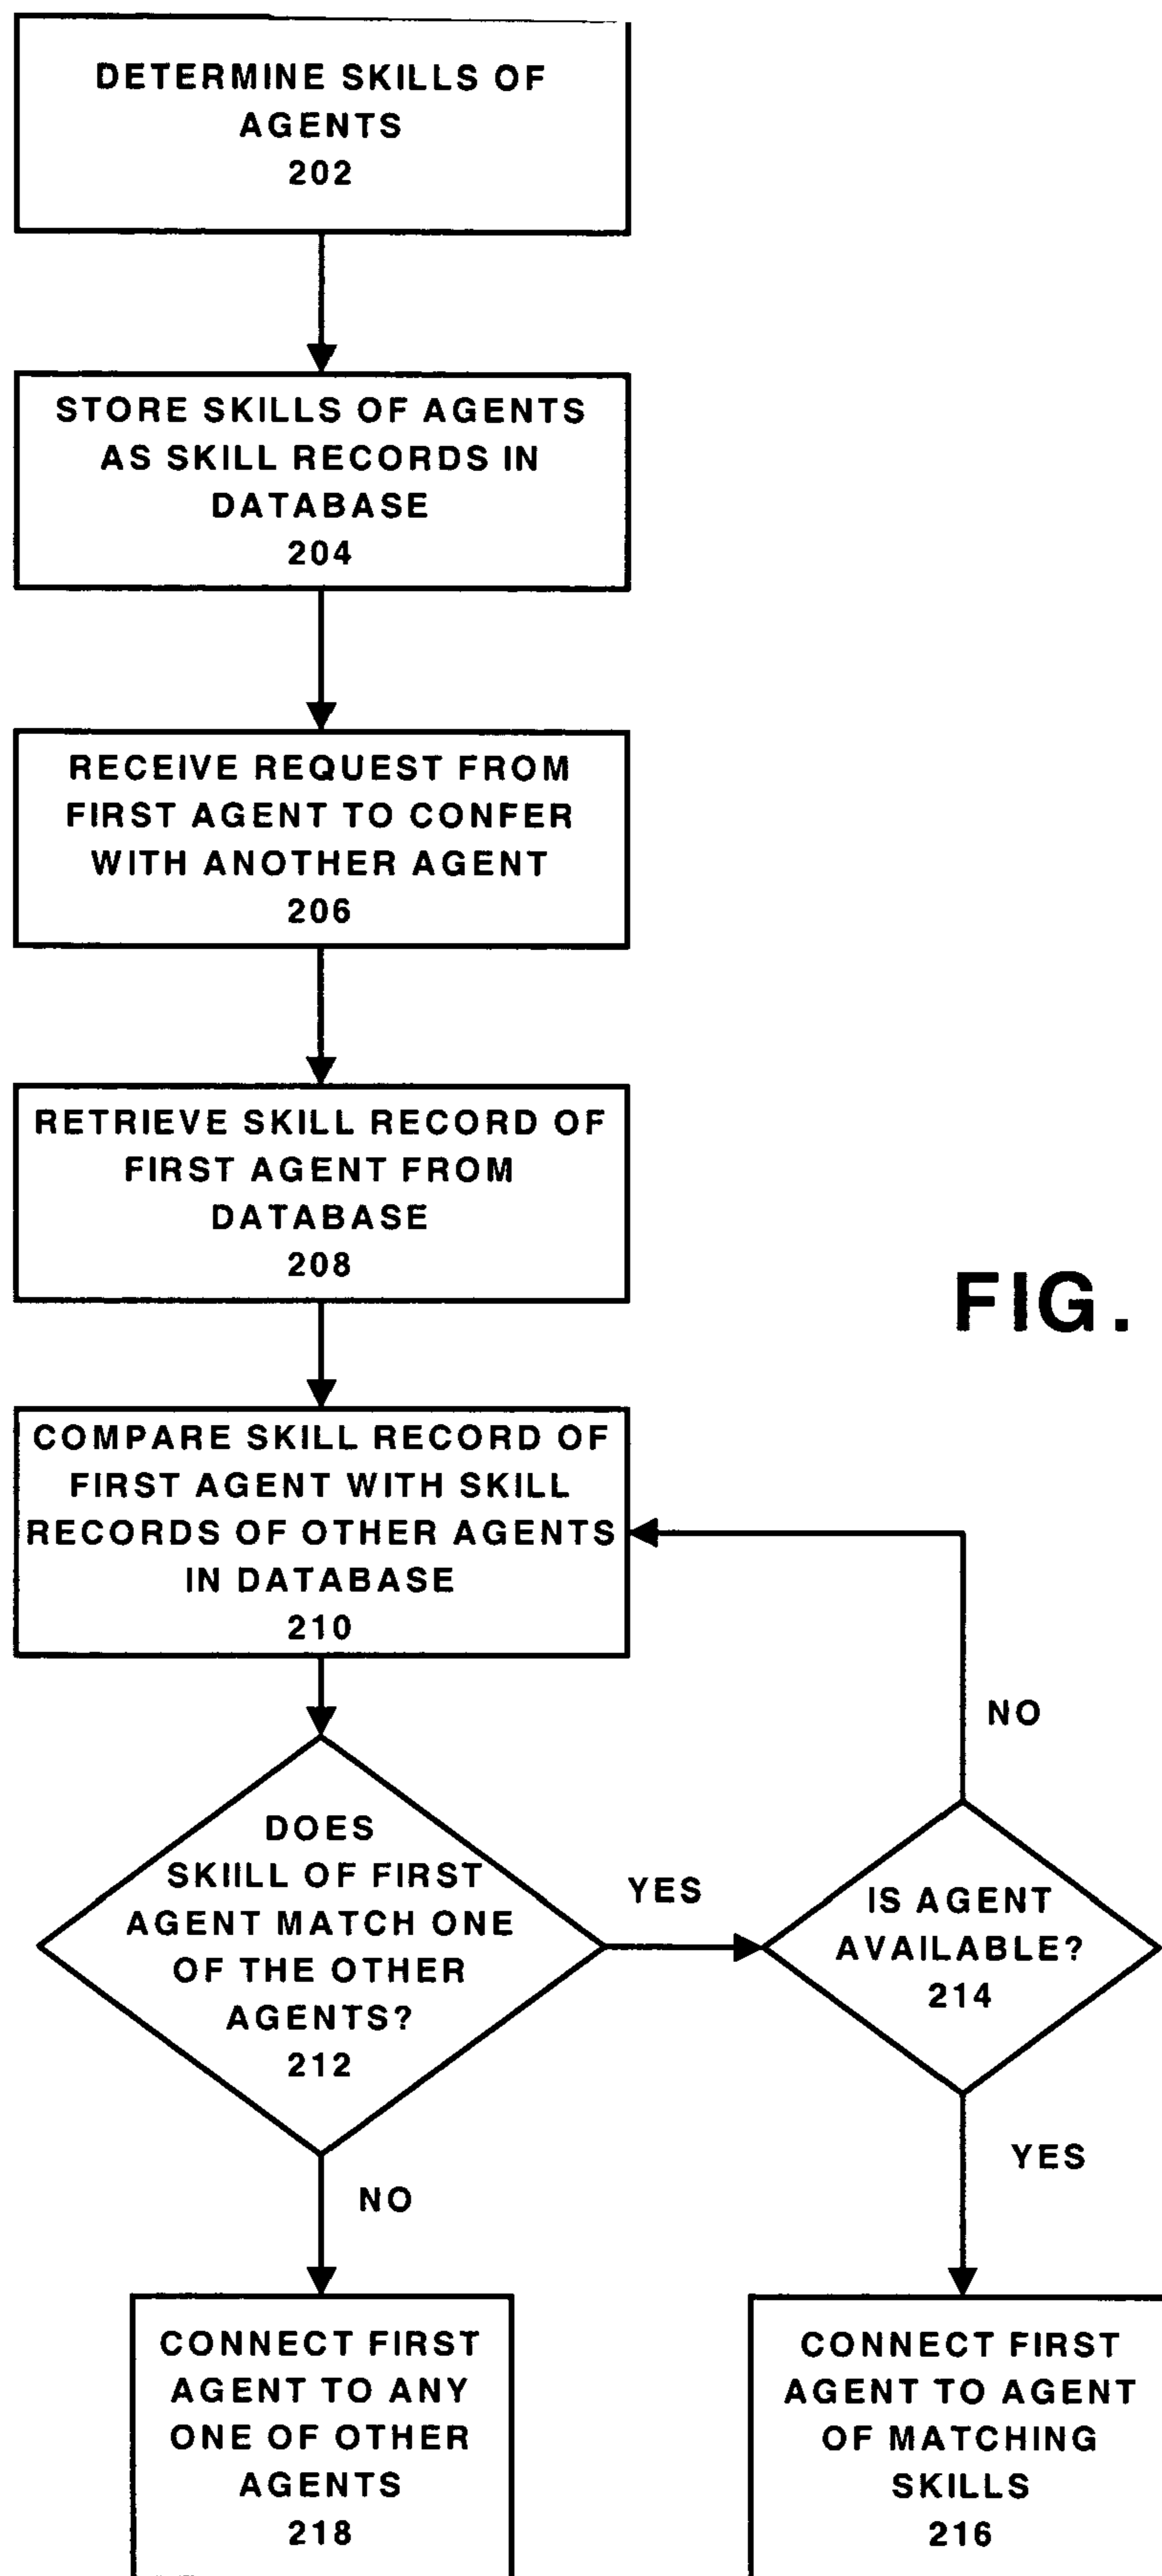 DETERMINE SKILLS OF
AGENTS
202
STORE SKILLS OF AGENTS
AS SKILL RECORDS IN
DATABASE
204
RECEIVE REQUEST FROM
FIRST AGENT TO CONFER
WITH ANOTHER AGENT
206
RETRIEVE SKILL RECORD OF
FIRST AGENT FROM
DATABASE
208
FIG.
COMPARE SKILL RECORD OF
FIRST AGENT WITH SKILL
RECORDS OF OTHER AGENTS
IN DATABASE
210
NO
DOES
SKIILL OF FIRST
AGENT MATCH ONE
OF THE OTHER
AGENTS?
212
YES
IS AGENT
AVAILABLE?
214
YES
NO
CONNECT FIRST
AGENT TO ANY
ONE OF OTHER
AGENTS
218
CONNECT FIRST
AGENT TO AGENT
OF MATCHING
SKILLS
216